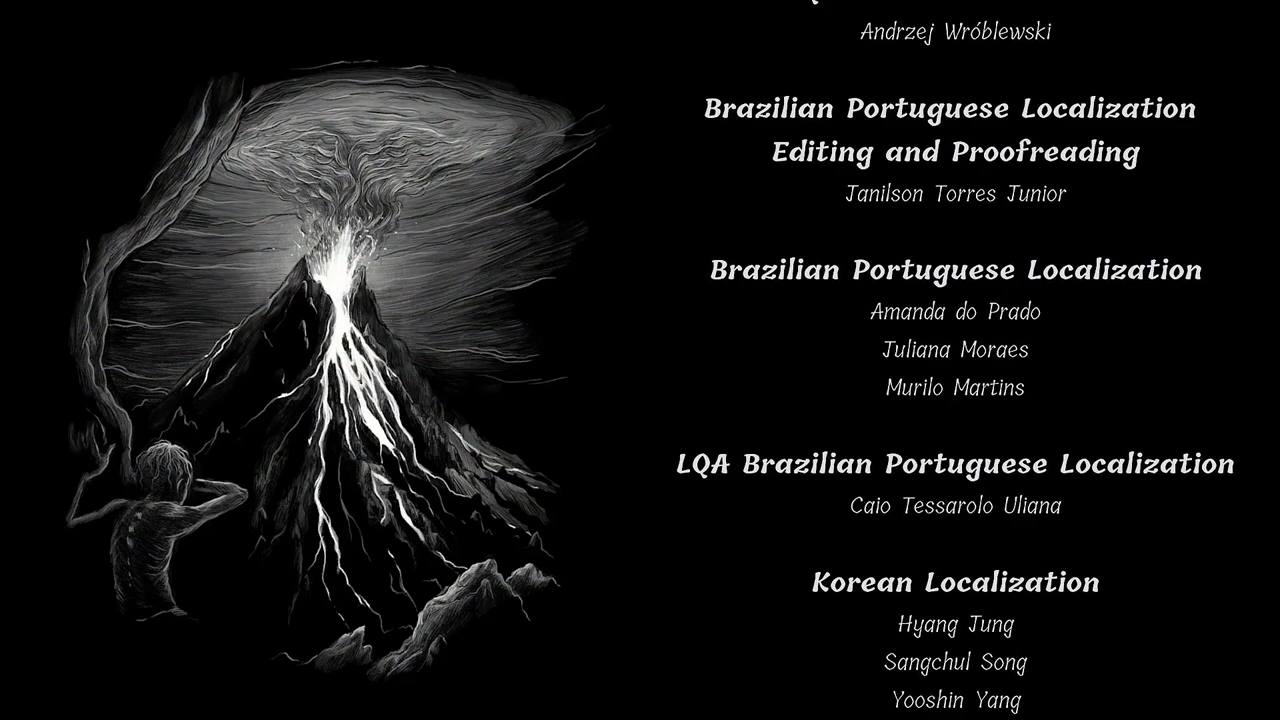 Andrzej Wróblewski
Brazilian Portuguese Localization
Editing and Proofreading
Janilson Torres Junior
Brazilian Portuguese Localization
Amanda do Prado
Juliana Moraes
Murilo Martins
LQA Brazilian Portuguese Localization
Caio Tessarolo Uliana
Korean Localization
Hyang Jung
Sangchul Song
Yooshin Yang